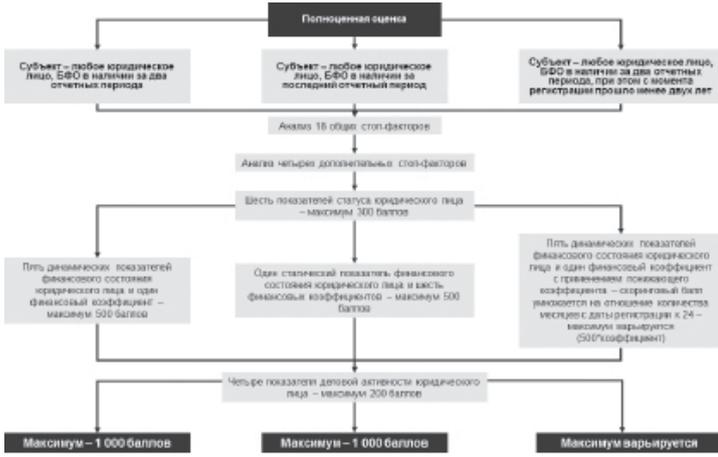 Полноценная оценка
Субъект – любое юридическое
лицо, БФО в наличии за два
отчетных периода
Субъект – любое юридическое
лицо, БФО в наличии за
последний отчетный период
Субъект – любое юридическое лицо,
БФО в наличии за два отчетных
периода, при этом с момента
регистрации прошло менее двух лет
Анализ 18 общих стоп-факторов
Анализ четырех дополнительных стоп-факторов
Шесть показателей статуса юридического лица
– максимум 300 баллов
Пять динамических показателей
финансового состояния
юридического лица и один
финансовый коэффициент –
максимум 500 баллов
Один статический показатель финансового
состояния юридического лица и шесть
финансовых коэффициентов – максимум 500
баллов
Пять динамических показателей
финансового состояния юридического
лица и один финансовый коэффициент
с применением понижающего
коэффициента – скоринговый балл
умножается на отношение количества
месяцев с даты регистрации к 24 –
максимум варьируется
(500*коэффициент)
Четыре показателя деловой активности юридического
лица – максимум 200 баллов
Максимум – 1 000 баллов
Максимум – 1 000 баллов
Максимум варьируется